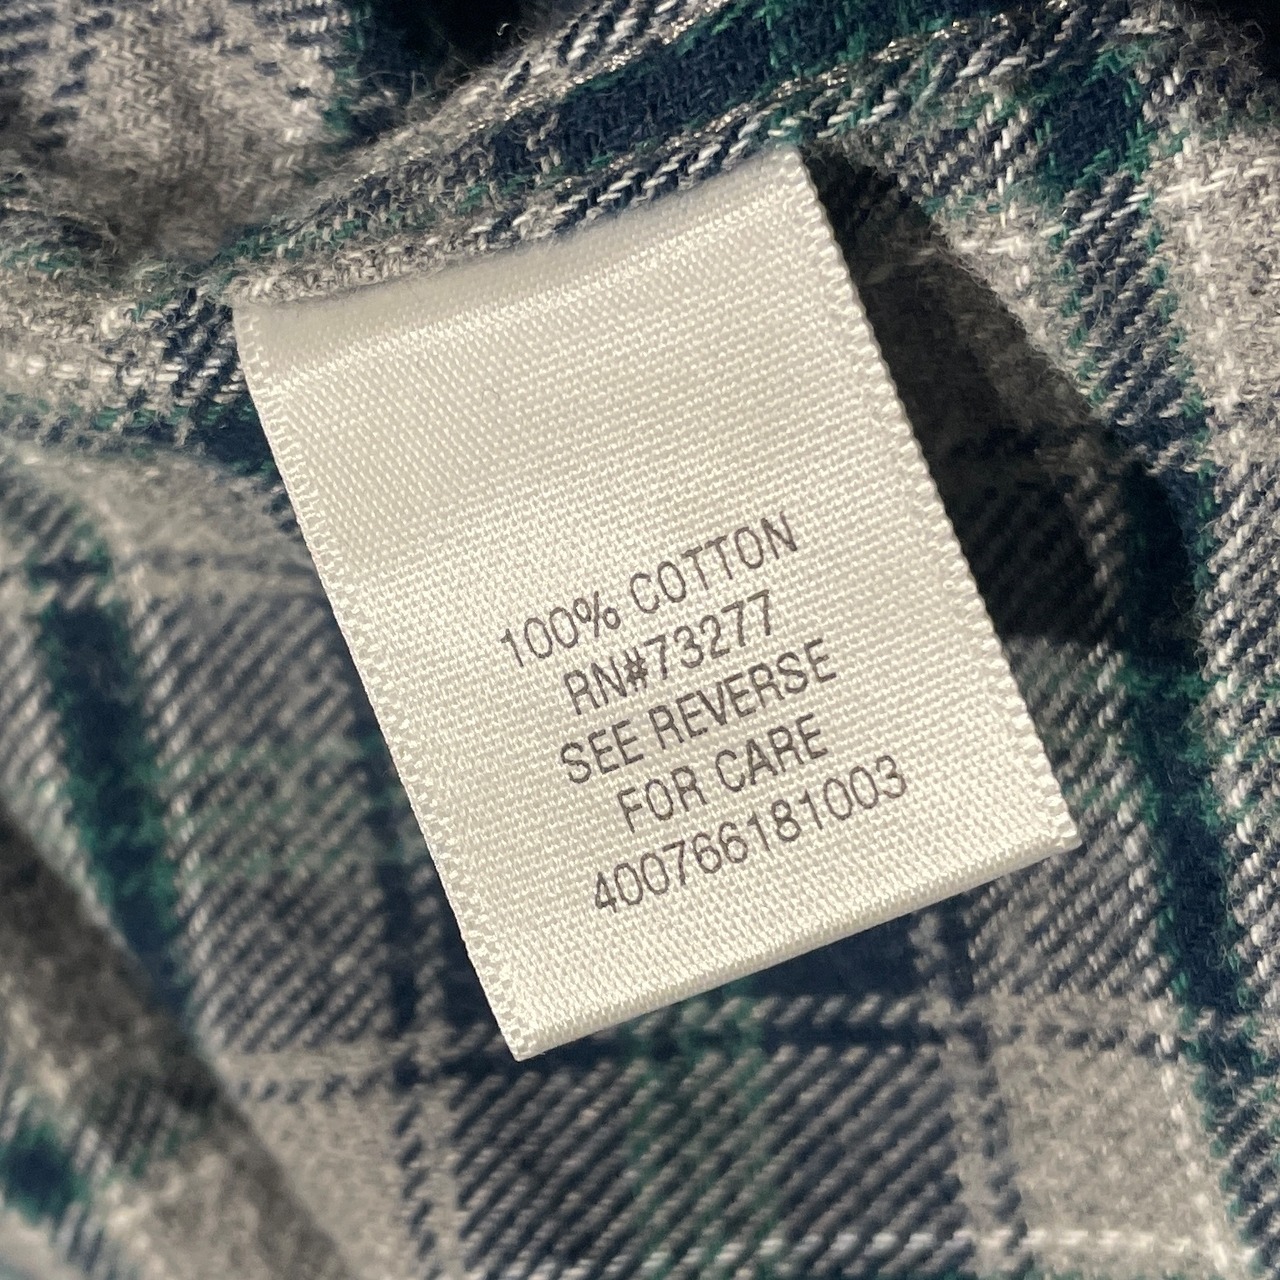 100% COTTON
RN#73277
SEE REVERSE
FOR CARE
400766181003